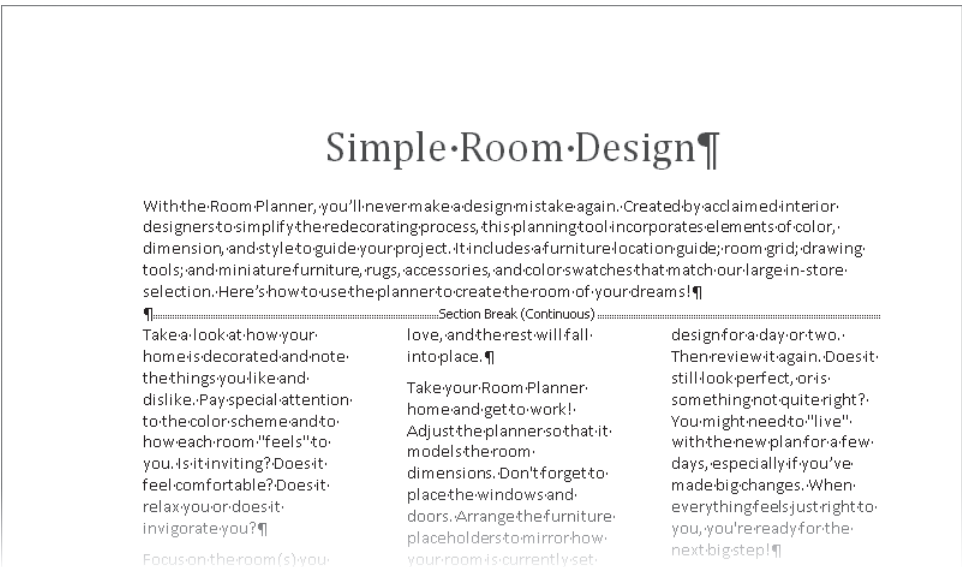 Simple·Room·Design¶
With·the·Room·Planner,·you'll·never·make·a·design·mistake·again.·Created·by·acclaimed·interior·
designers·to·simplify·the·redecorating·process,·this·planning·tool·incorporates·elements·of·color,·
dimension,·and·style·to·guide·your·project.·It·includes·a·furniture·location·guide;·room·grid;·drawing·
tools;·and·miniature·furniture,·rugs,·accessories,·and·color·swatches·that·match·our·large·in-store·
selection.·Here's·how·to·use·the·planner·to·create·the·room·of·your·dreams!¶
¶Section Break (Continuous)
Take·a·look·at·how·your·
home·is·decorated·and·note·
the·things·you·like·and·
dislike.·Pay·special·attention·
to·the·color·scheme·and·to·
how·each·room·"feels"·to·
you.·Is·it·inviting?·Does·it·
feel·comfortable?·Does·it·
relax·you·or·does·it·
invigorate·you?¶
Focus·on·the·room(s)·you·
love,·and·the·rest·will·fall·
into·place.¶
Take·your·Room·Planner·
home·and·get·to·work!·
Adjust·the·planner·so·that·it·
models·the·room·
dimensions.·Don't·forget·to·
place·the·windows·and·
doors.·Arrange·the·furniture·
placeholders·to·mirror·how·
your·room·is·currently·set·
design·for·a·day·or·two.·
Then·review·it·again.·Does·it·
still·look·perfect,·or·is·
something·not·quite·right?·
You·might·need·to·"live"·
with·the·new·plan·for·a·few·
days,·especially·if·you've·
made·big·changes.·When·
everything·feels·just·right·to·
you,·you're·ready·for·the·
next·big·step!¶